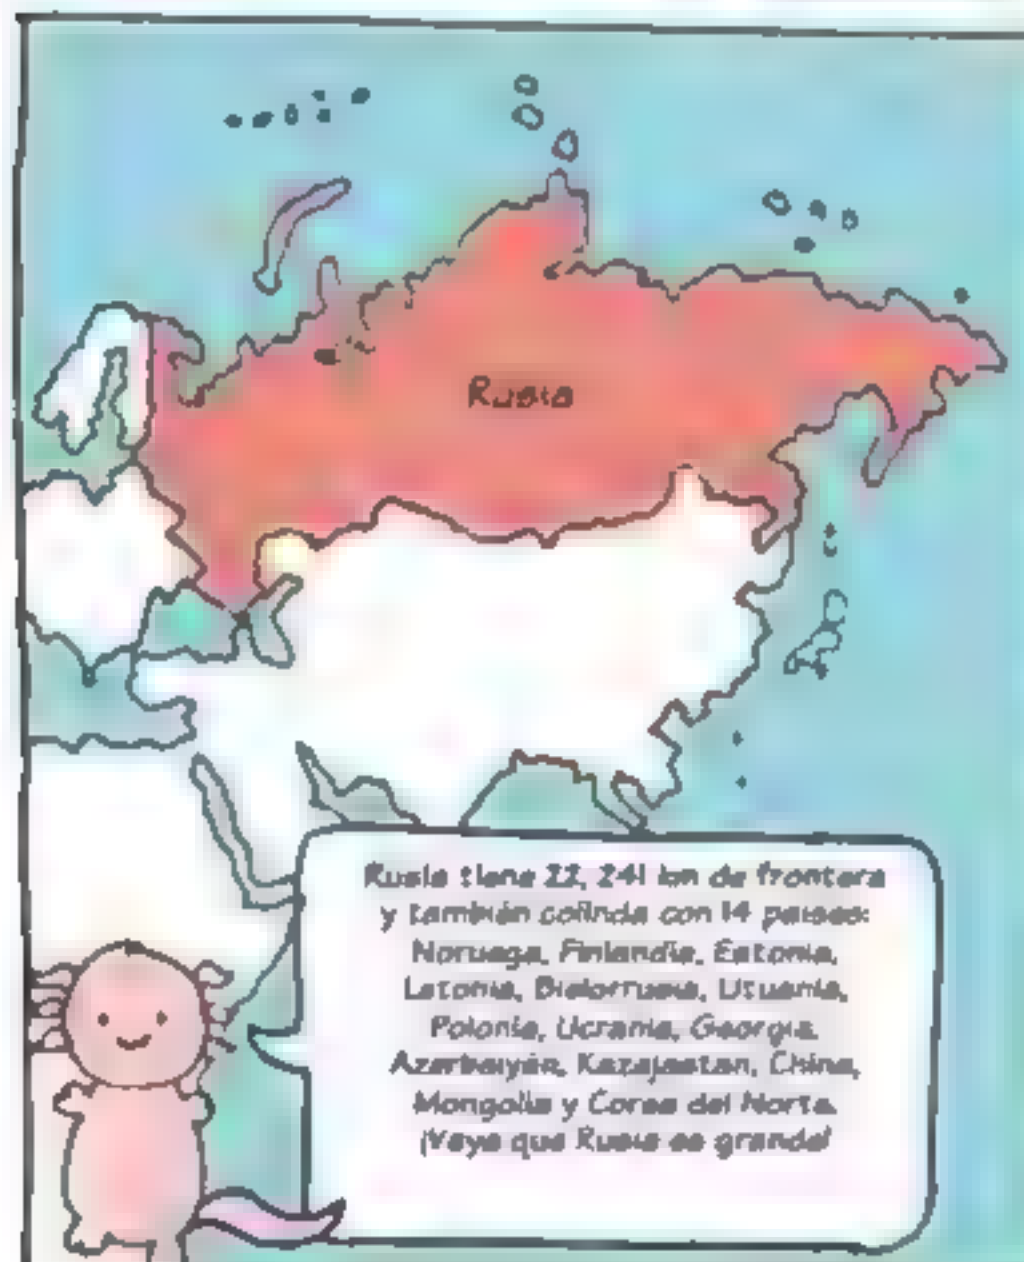 Rusia
Rusia tiene 22, 241 km de frontera
y también colinda con 14 países:
Noruega, Finlandia, Estonia,
Letonia, Bielorrusia, Lituania,
Polonia, Ucrania, Georgia,
Azerbaiyán, Kazajastan, China,
Mongolia y Corea del Norte.
¡Vaya que Rusia es grande!